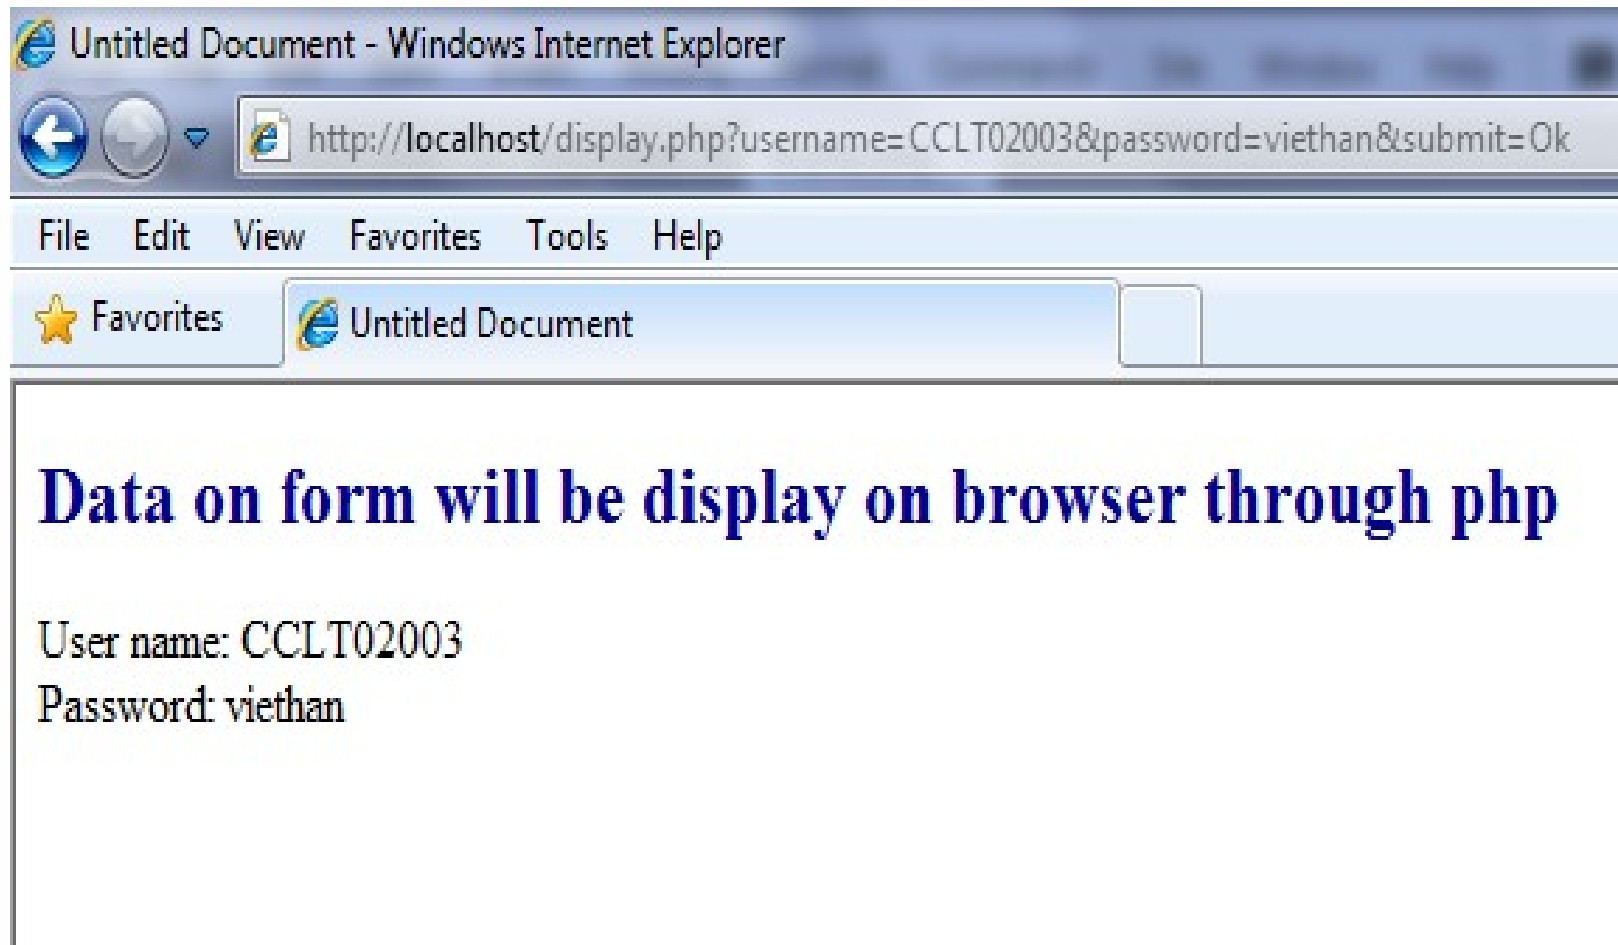 Untitled Document - Windows Internet Explorer
http://localhost/display.php?username=CCLT02003&password=viethan&submit=Ok
File Edit View Favorites Tools Help
Favorites Untitled Document
Data on form will be display on browser through php
User name: CCLT02003
Password: viethan